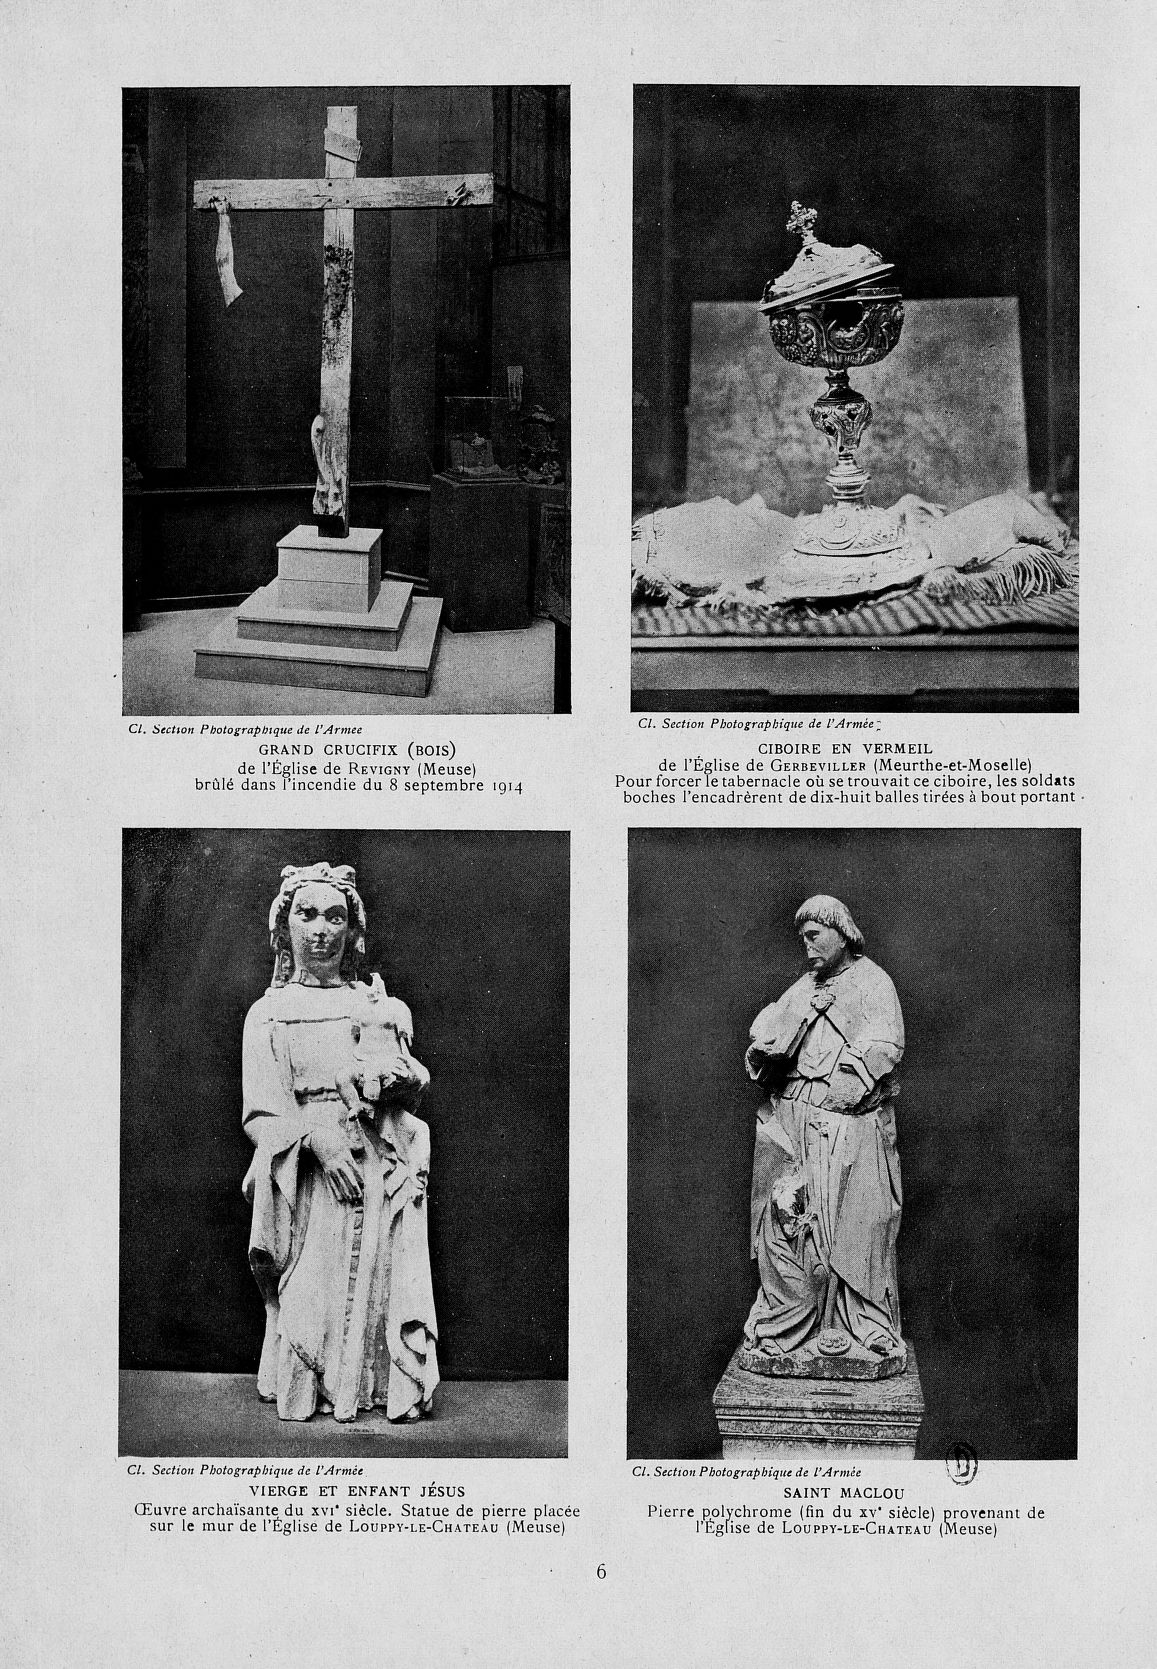 Cl. Section Photographique de l'Armee
GRAND CRUCIFIX (BOIS)
de l'Église de REVIGNY (Meuse)
brûlé dans l'incendie du 8 septembre 1914
Cl. Section Photographique de l'Armée
CIBOIRE EN VERMEIL
de l'Église de GERBEVILLER (Meurthe-et-Moselle)
Pour forcer le tabernacle où se trouvait ce ciboire, les soldats
boches l'encadrèrent de dix-huit balles tirées à bout portant
Cl. Section Photographique de l'Armée
VIERGE ET ENFANT JÉSUS
Œuvre archaïsante du XVIe siècle. Statue de pierre placée
sur le mur de l'Église de LOUPPY-LE-CHATEAU (Meuse)
Cl. Section Photographique de l'Armée
SAINT MACLOU
Pierre polychrome (fin du XVe siècle) provenant de
l'Église de LOUPPY-LE-CHATEAU (Meuse)
D
6